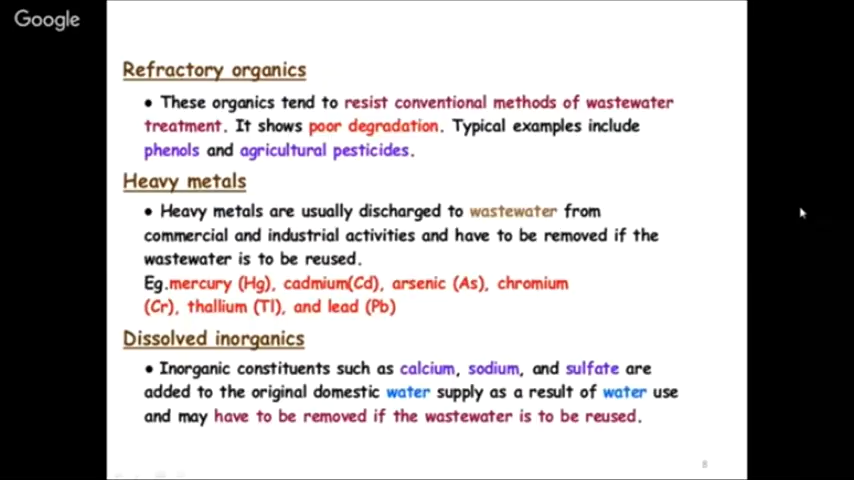 Google
Refractory organics
• These organics tend to resist conventional methods of wastewater
treatment. It shows poor degradation. Typical examples include
phenols and agricultural pesticides.
Heavy metals
• Heavy metals are usually discharged to wastewater from
commercial and industrial activities and have to be removed if the
wastewater is to be reused.
Eg.mercury (Hg), cadmium(Cd), arsenic (As), chromium
(Cr), thallium (Tl), and lead (Pb)
Dissolved inorganics
• Inorganic constituents such as calcium, sodium, and sulfate are
added to the original domestic water supply as a result of water use
and may have to be removed if the wastewater is to be reused.
8